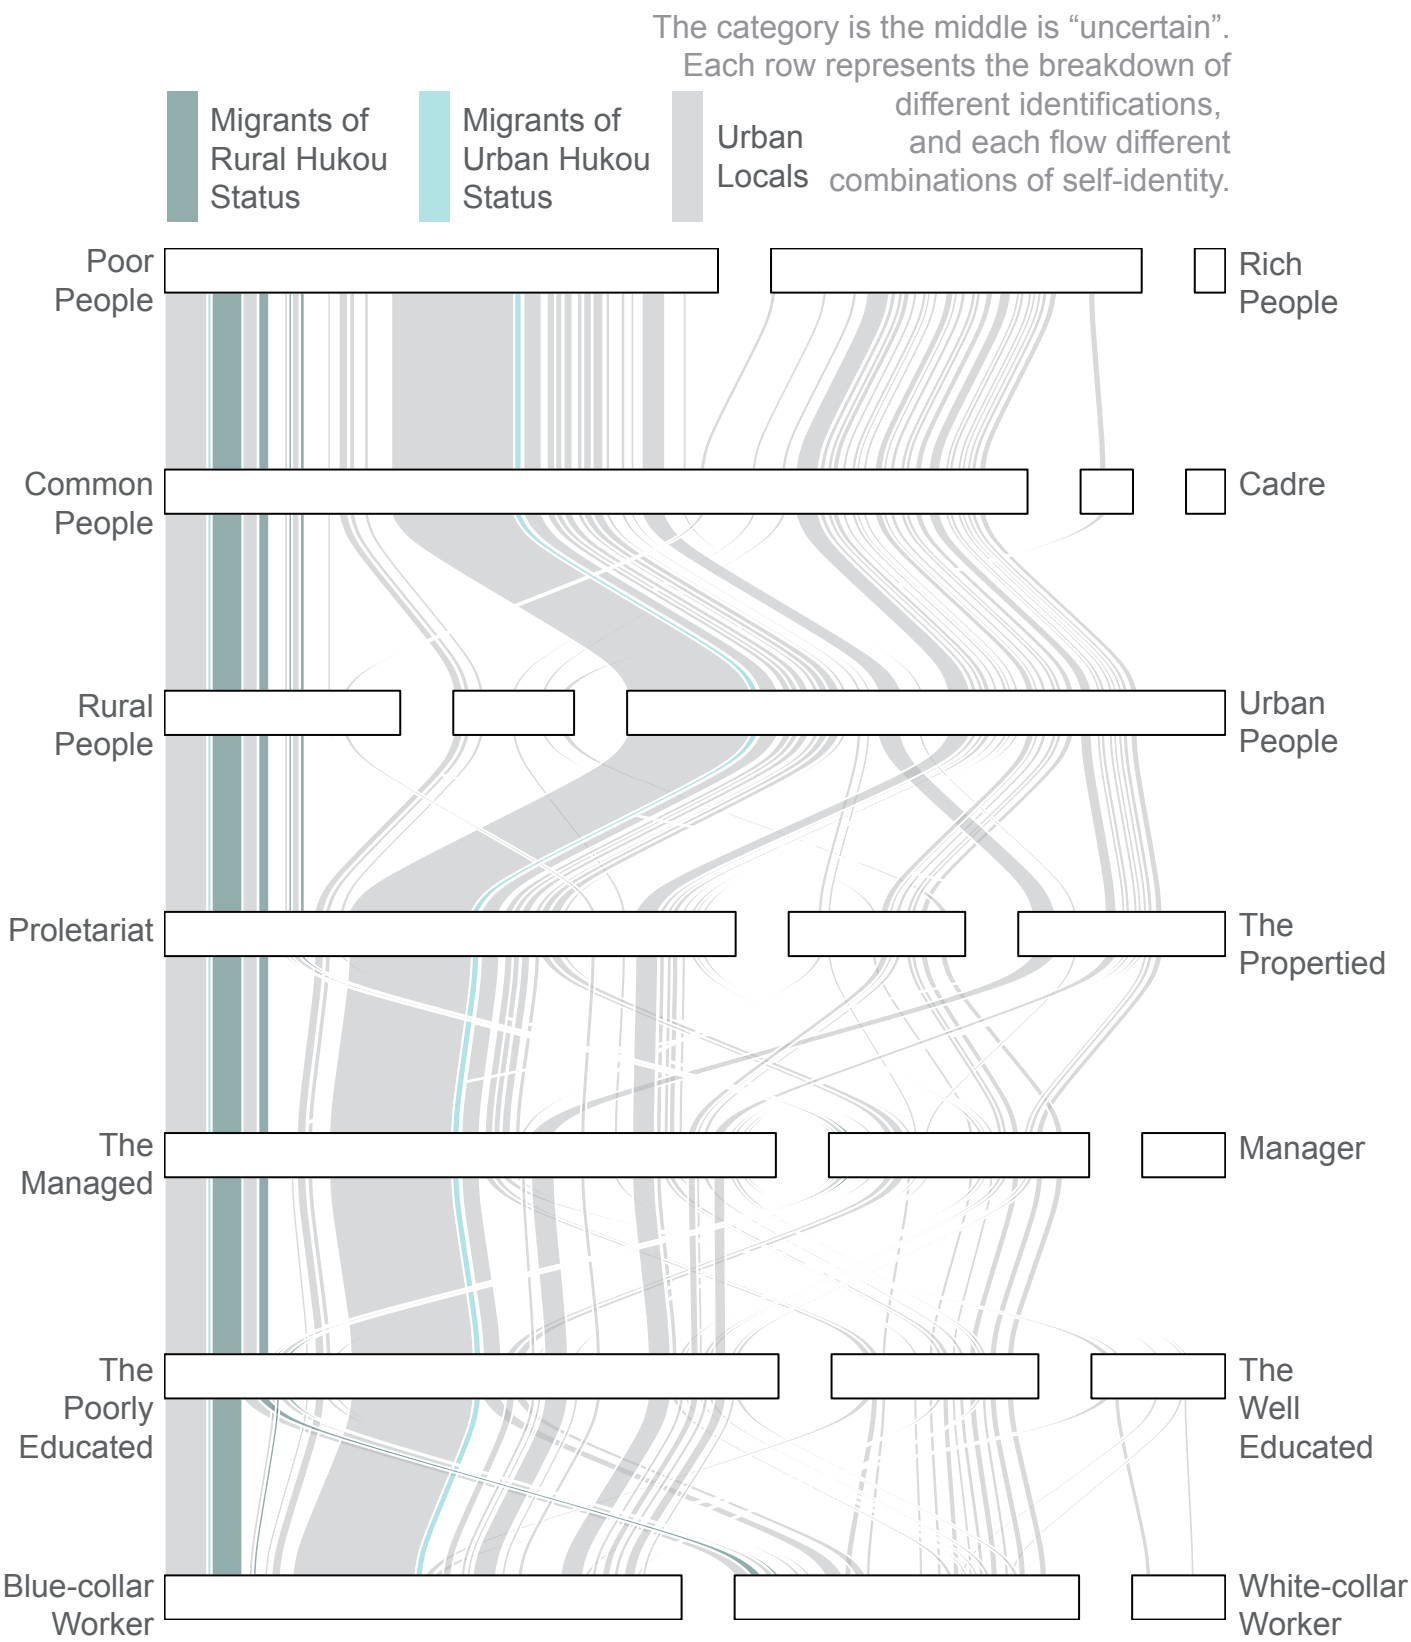 The category is the middle is “uncertain”.
Each row represents the breakdown of
different identifications,
and each flow different
combinations of self-identity.
Migrants of
Rural Hukou
Status
Migrants of
Urban Hukou
Status
Urban
Locals
Poor
People
Rich
People
Common
People
Cadre
Rural
People
Urban
People
Proletariat
The
Propertied
The
Managed
Manager
The
Poorly
Educated
The
Well
Educated
Blue-collar
Worker
White-collar
Worker